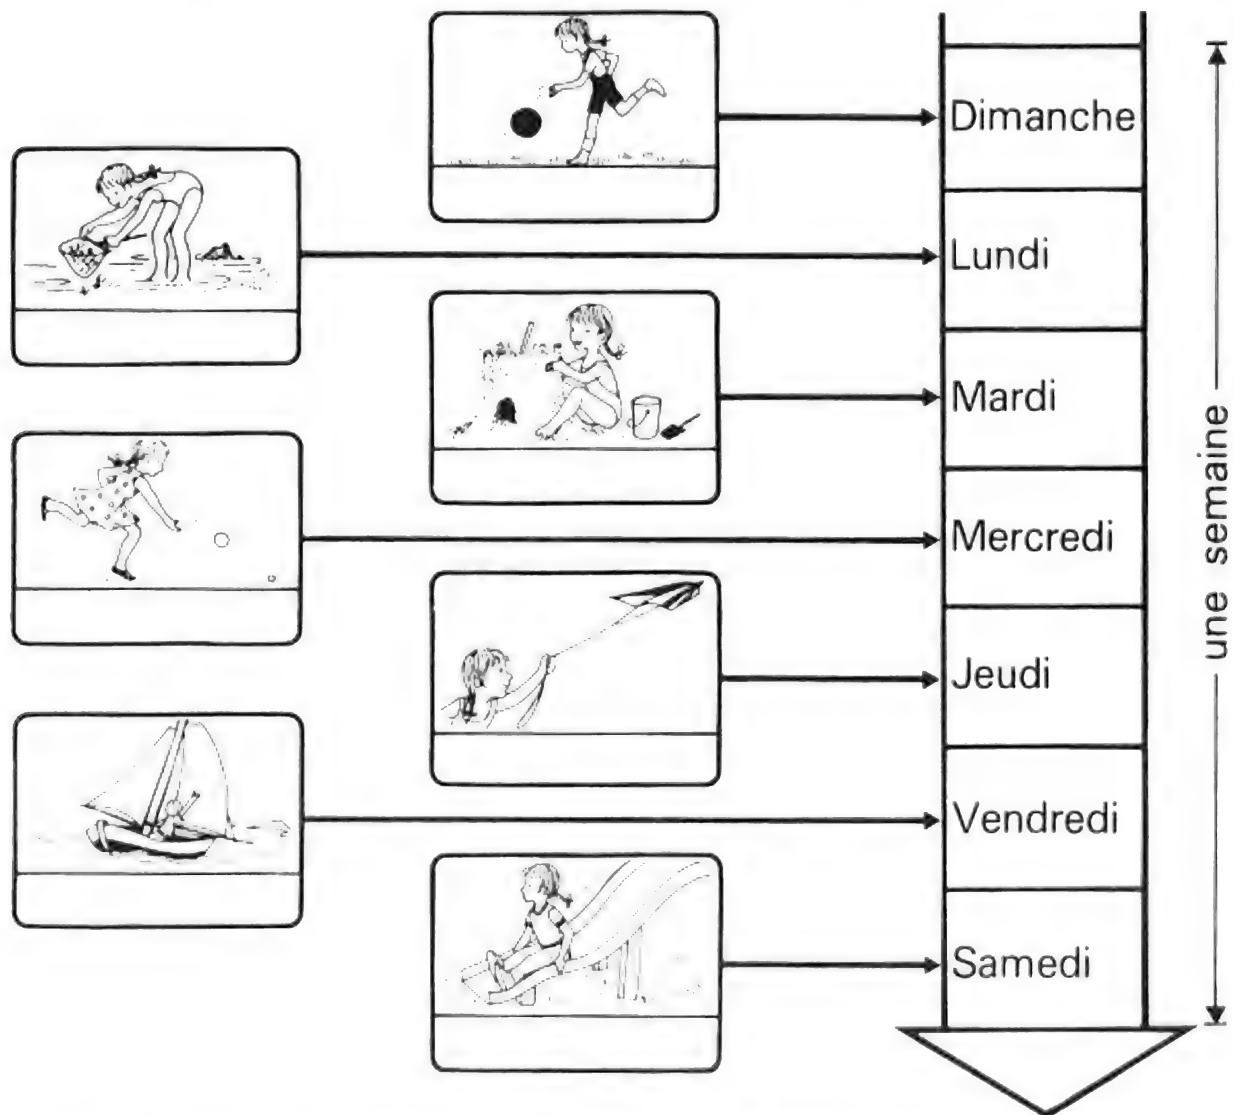 Dimanche
Lundi
Mardi
Mercredi
Jeudi
Vendredi
Samedi
une semaine